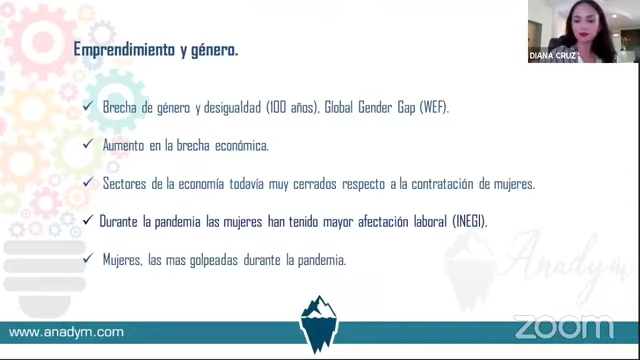 Emprendimiento y género.
DIANA CRUZ
Brecha de género y desigualdad (100 años), Global Gender Gap (WEF).
Aumento en la brecha económica.
Sectores de la economía todavía muy cerrados respecto a la contratación de mujeres.
Durante la pandemia las mujeres han tenido mayor afectación laboral (INEGI).
Mujeres, las mas golpeadas durante la pandemia.
Anadym
www.anadym.com
zoom